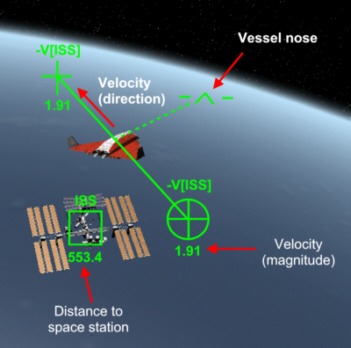 -V[ISS]
Vessel nose
Velocity
(direction)
1.91
ISS
-V[ISS]
553.4
1.91
Velocity
(magnitude)
Distance to
space station